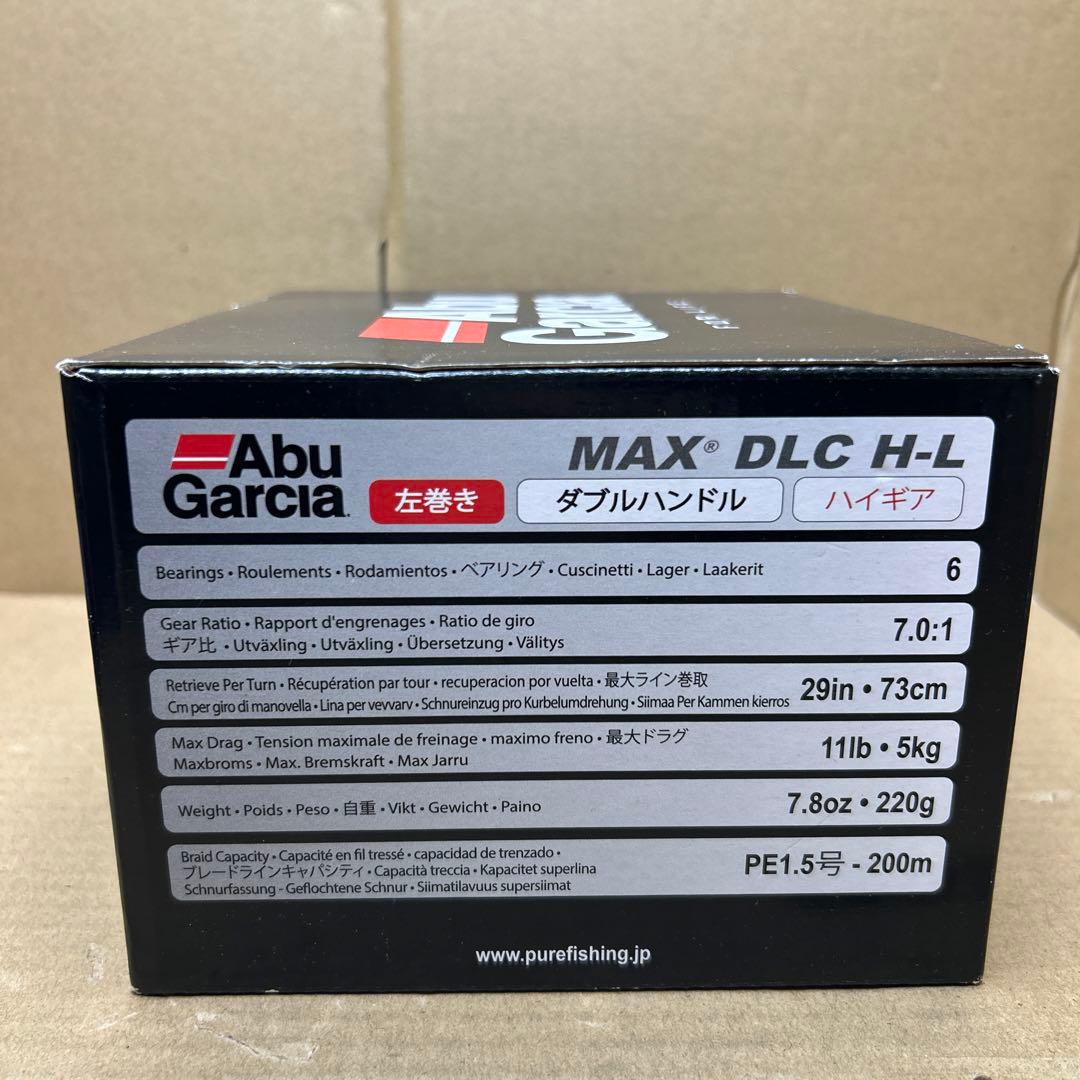 Abu
Garcia
Abu
Garcia.
MAX® DLC H-L
左巻き
ダブルハンドル
ハイギア
Bearings • Roulements • Rodamientos • ベアリング • Cuscinetti • Lager • Laakerit
6
Gear Ratio • Rapport d'engrenages • Ratio de giro
ギア比 • Utväxling • Utväxling • Übersetzung • Välitys
7.0:1
Retrieve Per Turn • Récupération par tour • recuperacion por vuelta • 最大ライン巻取
Cm per giro di manovella • Lina per vevvarv • Schnureinzug pro Kurbelumdrehung • Siimaa Per Kammen kierros
29in • 73cm
Max Drag • Tension maximale de freinage • maximo freno • 最大ドラグ
Maxbroms • Max. Bremskraft • Max Jarru
11lb • 5kg
Weight • Poids • Peso • 自重 • Vikt • Gewicht • Paino
7.8oz • 220g
Braid Capacity • Capacité en fil tressé • capacidad de trenzado •
ブレードラインキャパシティ • Capacità treccia • Kapacitet superlina
Schnurfassung - Geflochtene Schnur • Siimatilavuus supersiimat
PE1.5号 - 200m
www.purefishing.jp